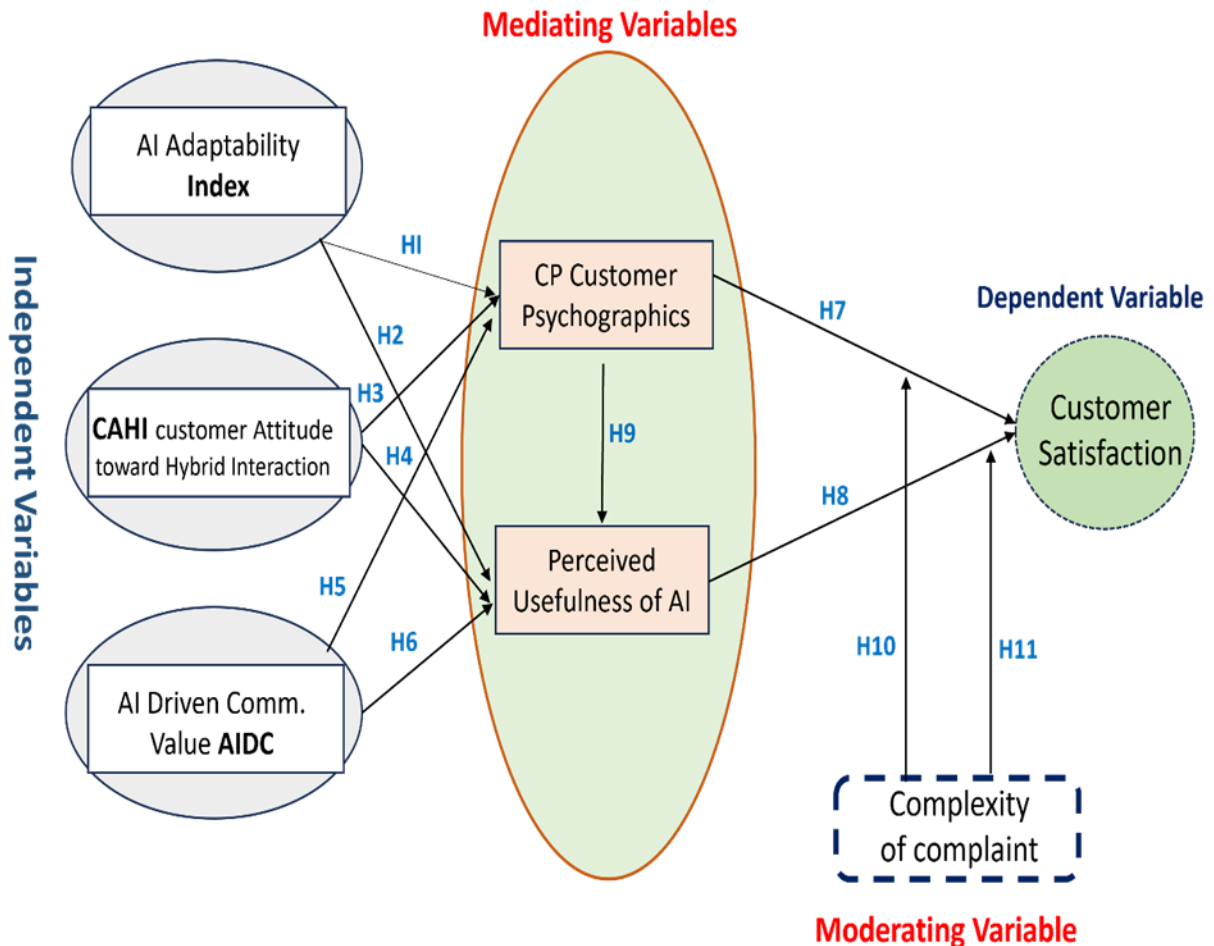 Mediating Variables
Independent Variables
AI Adaptability
Index
CAHI customer Attitude
toward Hybrid Interaction
AI Driven Comm.
Value AIDC
HI
H2
H3
H4
H5
H6
CP Customer
Psychographics
H9
Perceived
Usefulness of AI
H7
H8
H10
H11
Dependent Variable
Customer
Satisfaction
Complexity
of complaint
Moderating Variable